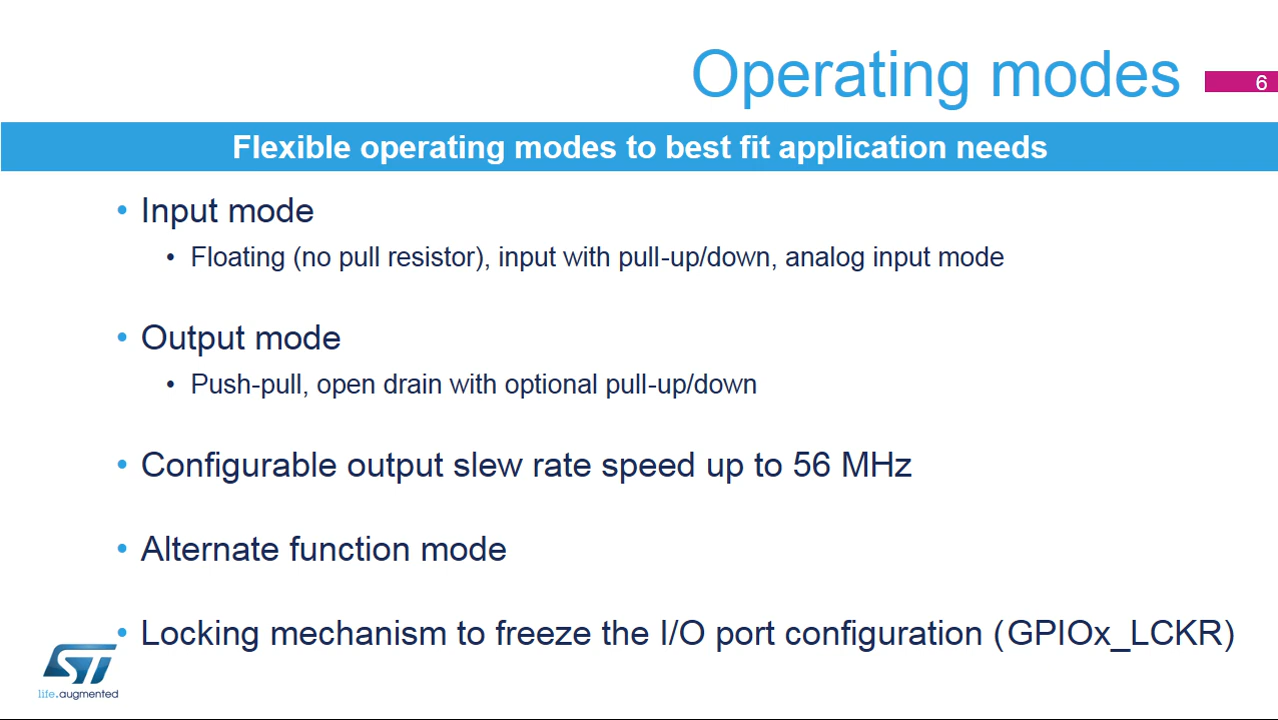 Operating modes
6
Flexible operating modes to best fit application needs
• Input mode
• Floating (no pull resistor), input with pull-up/down, analog input mode
• Output mode
• Push-pull, open drain with optional pull-up/down
• Configurable output slew rate speed up to 56 MHz
• Alternate function mode
• Locking mechanism to freeze the I/O port configuration (GPIOx_LCKR)
ST
life.augmented